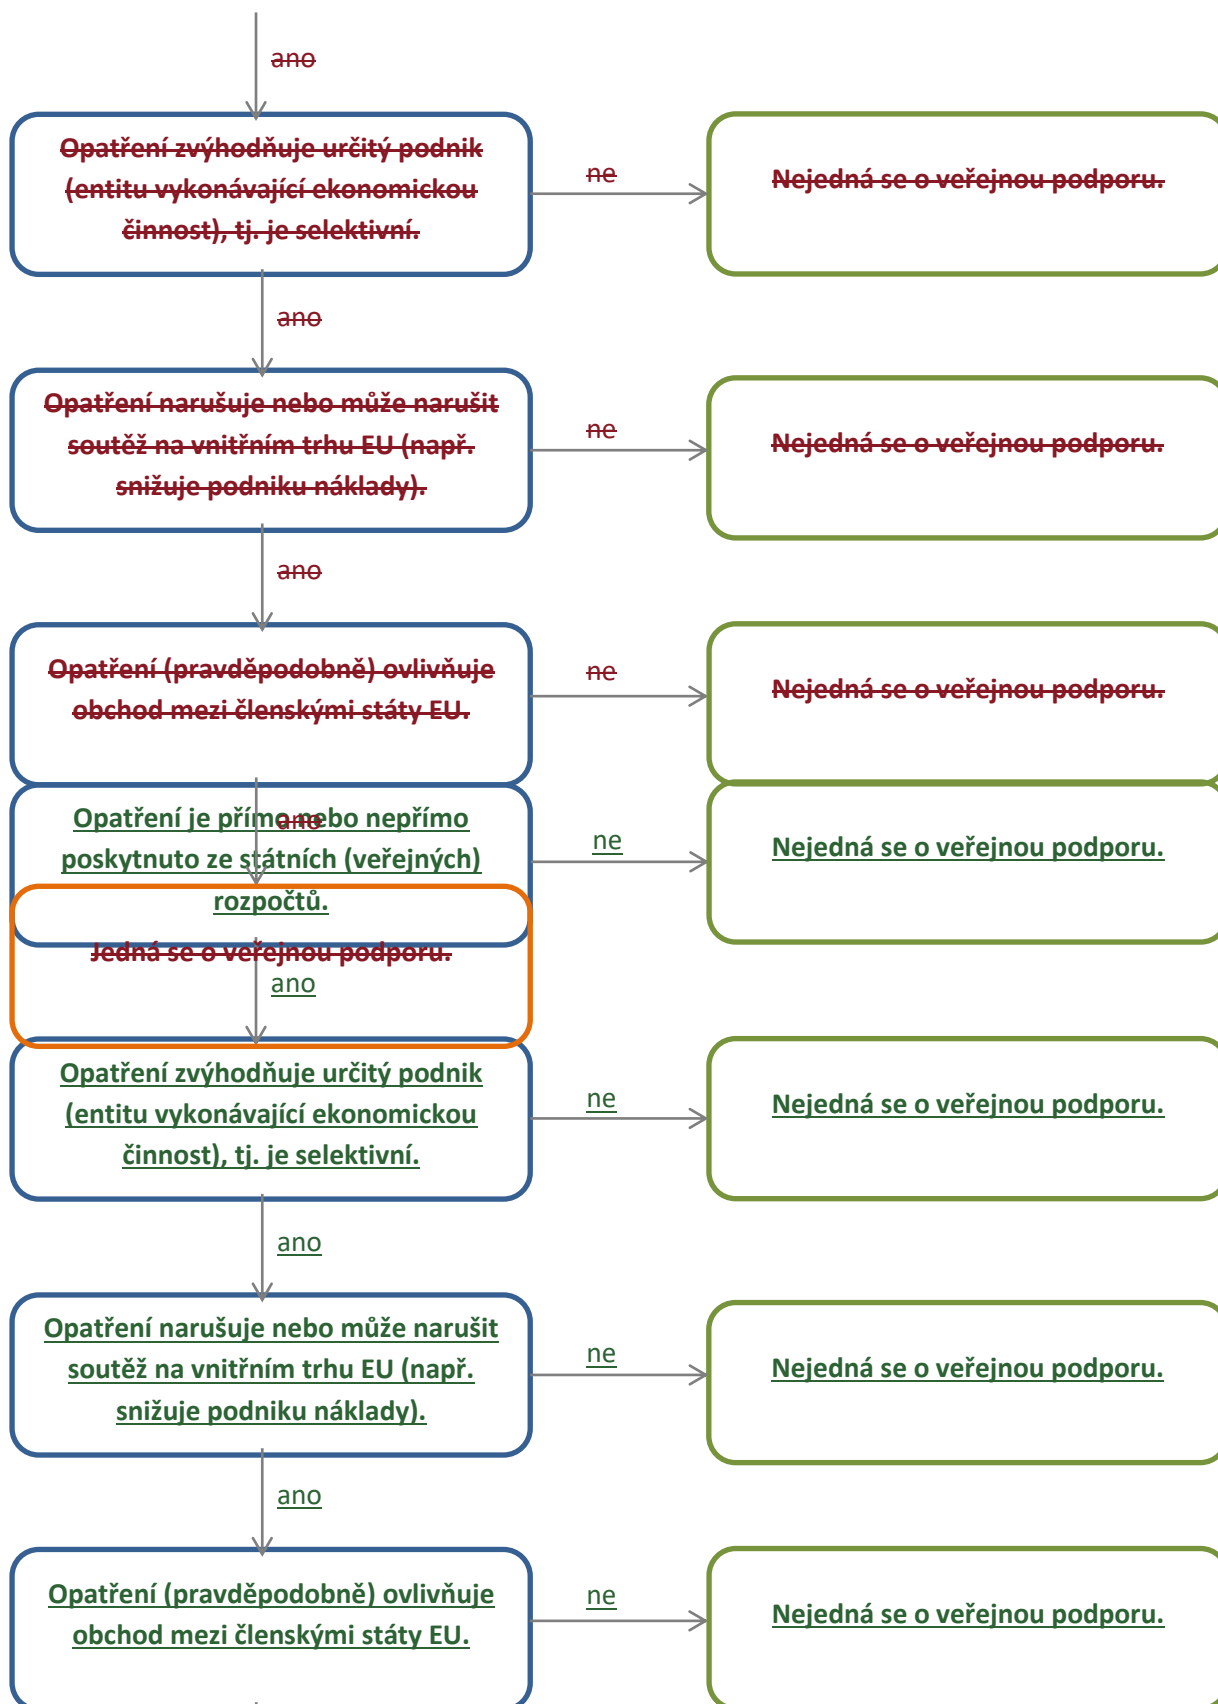 ano
Opatření zvýhodňuje určitý podnik
(entitu vykonávající ekonomickou
činnost), tj. je selektivní.
ne
Nejedná se o veřejnou podporu.
ano
Opatření narušuje nebo může narušit
soutěž na vnitřním trhu EU (např.
snižuje podniku náklady).
ne
Nejedná se o veřejnou podporu.
ano
Opatření (pravděpodobně) ovlivňuje
obchod mezi členskými státy EU.
ne
Nejedná se o veřejnou podporu.
Opatření je přímo nebo nepřímo
poskytnuto ze státních (veřejných)
rozpočtů.
ano
ne
Nejedná se o veřejnou podporu.
Jedná se o veřejnou podporu.
ano
Opatření zvýhodňuje určitý podnik
(entitu vykonávající ekonomickou
činnost), tj. je selektivní.
ne
Nejedná se o veřejnou podporu.
ano
Opatření narušuje nebo může narušit
soutěž na vnitřním trhu EU (např.
snižuje podniku náklady).
ne
Nejedná se o veřejnou podporu.
ano
Opatření (pravděpodobně) ovlivňuje
obchod mezi členskými státy EU.
ne
Nejedná se o veřejnou podporu.